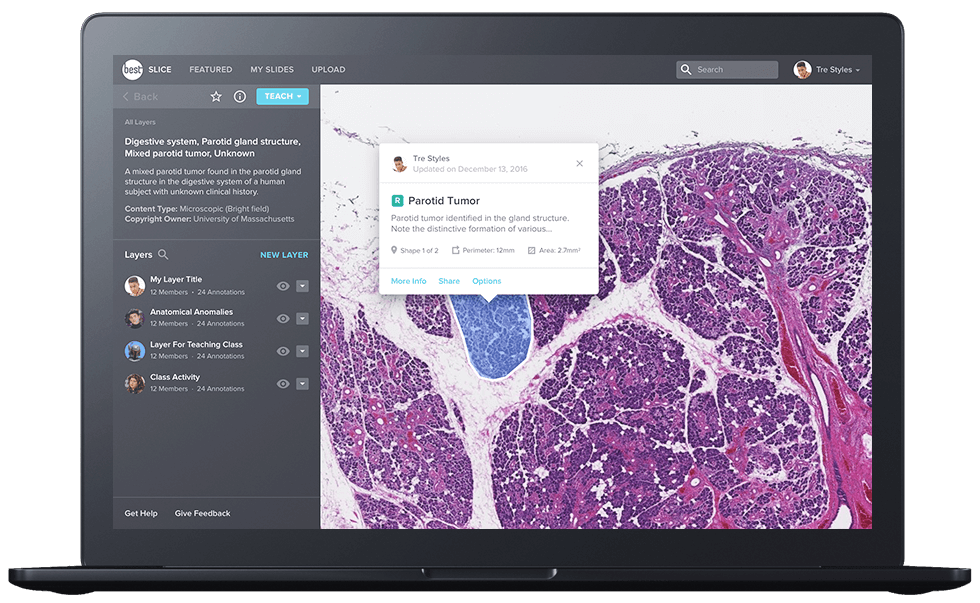 best SLICE FEATURED MY SLIDES UPLOAD Search Tre Styles
Back TEACH
All Layers
Digestive system, Parotid gland structure,
Mixed parotid tumor, Unknown
A mixed parotid tumor found in the parotid gland
structure in the digestive system of a human
subject with unknown clinical history.
Content Type: Microscopic (Bright field)
Copyright Owner: University of Massachusetts
Layers NEW LAYER
My Layer Title
12 Members · 24 Annotations
Anatomical Anomalies
12 Members · 24 Annotations
Layer For Teaching Class
12 Members · 24 Annotations
Class Activity
12 Members · 24 Annotations
Get Help Give Feedback
Tre Styles
Updated on December 13, 2016
R Parotid Tumor
Parotid tumor identified in the gland structure.
Note the distinctive formation of various...
Shape 1 of 2 Perimeter: 12mm Area: 2.7mm²
More Info Share Options